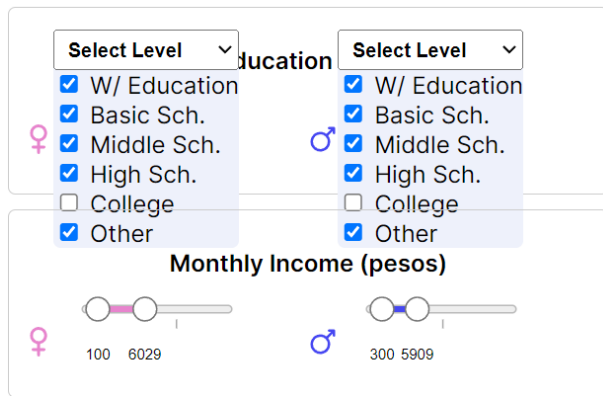 Select Level Select Level
ducation
W/ Education W/ Education
Basic Sch. Basic Sch.
Middle Sch. Middle Sch.
High Sch. High Sch.
College College
Other Other
Monthly Income (pesos)
100 6029 300 5909